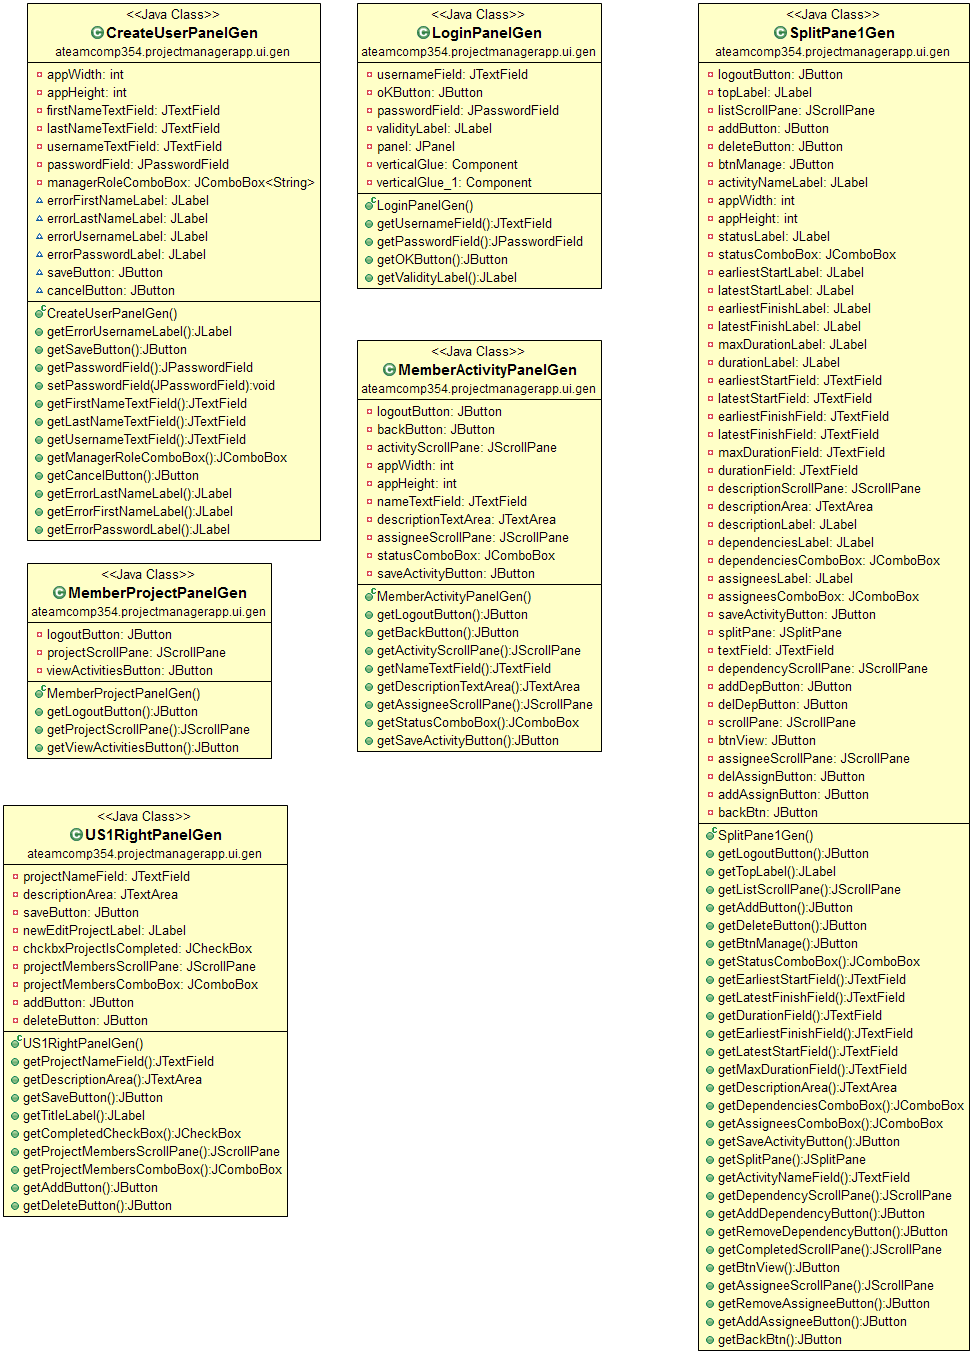 <<Java Class>>
CreateUserPanelGen
ateamcomp354.projectmanagerapp.ui.gen
appWidth: int
appHeight: int
firstNameTextField: JTextField
lastNameTextField: JTextField
usernameTextField: JTextField
passwordField: JPasswordField
managerRoleComboBox: JComboBox<String>
errorFirstNameLabel: JLabel
errorLastNameLabel: JLabel
errorUsernameLabel: JLabel
errorPasswordLabel: JLabel
saveButton: JButton
cancelButton: JButton
CreateUserPanelGen()
getErrorUsernameLabel():JLabel
getSaveButton():JButton
getPasswordField():JPasswordField
setPasswordField(JPasswordField):void
getFirstNameTextField():JTextField
getLastNameTextField():JTextField
getUsernameTextField():JTextField
getManagerRoleComboBox():JComboBox
getCancelButton():JButton
getErrorLastNameLabel():JLabel
getErrorFirstNameLabel():JLabel
getErrorPasswordLabel():JLabel
<<Java Class>>
MemberProjectPanelGen
ateamcomp354.projectmanagerapp.ui.gen
logoutButton: JButton
projectScrollPane: JScrollPane
viewActivitiesButton: JButton
MemberProjectPanelGen()
getLogoutButton():JButton
getProjectScrollPane():JScrollPane
getViewActivitiesButton():JButton
<<Java Class>>
US1RightPanelGen
ateamcomp354.projectmanagerapp.ui.gen
projectNameField: JTextField
descriptionArea: JTextArea
saveButton: JButton
newEditProjectLabel: JLabel
chckbxProjectIsCompleted: JCheckBox
projectMembersScrollPane: JScrollPane
projectMembersComboBox: JComboBox
addButton: JButton
deleteButton: JButton
US1RightPanelGen()
getProjectNameField():JTextField
getDescriptionArea():JTextArea
getSaveButton():JButton
getTitleLabel():JLabel
getCompletedCheckBox():JCheckBox
getProjectMembersScrollPane():JScrollPane
getProjectMembersComboBox():JComboBox
getAddButton():JButton
getDeleteButton():JButton
<<Java Class>>
LoginPanelGen
ateamcomp354.projectmanagerapp.ui.gen
usernameField: JTextField
oKButton: JButton
passwordField: JPasswordField
validityLabel: JLabel
panel: JPanel
verticalGlue: Component
verticalGlue_1: Component
LoginPanelGen()
getUsernameField():JTextField
getPasswordField():JPasswordField
getOKButton():JButton
getValidityLabel():JLabel
<<Java Class>>
MemberActivityPanelGen
ateamcomp354.projectmanagerapp.ui.gen
logoutButton: JButton
backButton: JButton
activityScrollPane: JScrollPane
appWidth: int
appHeight: int
nameTextField: JTextField
descriptionTextArea: JTextArea
assigneeScrollPane: JScrollPane
statusComboBox: JComboBox
saveActivityButton: JButton
MemberActivityPanelGen()
getLogoutButton():JButton
getBackButton():JButton
getActivityScrollPane():JScrollPane
getNameTextField():JTextField
getDescriptionTextArea():JTextArea
getAssigneeScrollPane():JScrollPane
getStatusComboBox():JComboBox
getSaveActivityButton():JButton
<<Java Class>>
SplitPane1Gen
ateamcomp354.projectmanagerapp.ui.gen
logoutButton: JButton
topLabel: JLabel
listScrollPane: JScrollPane
addButton: JButton
deleteButton: JButton
btnManage: JButton
activityNameLabel: JLabel
appWidth: int
appHeight: int
statusLabel: JLabel
statusComboBox: JComboBox
earliestStartLabel: JLabel
latestStartLabel: JLabel
earliestFinishLabel: JLabel
latestFinishLabel: JLabel
maxDurationLabel: JLabel
durationLabel: JLabel
earliestStartField: JTextField
latestStartField: JTextField
earliestFinishField: JTextField
latestFinishField: JTextField
maxDurationField: JTextField
durationField: JTextField
descriptionScrollPane: JScrollPane
descriptionArea: JTextArea
descriptionLabel: JLabel
dependenciesLabel: JLabel
dependenciesComboBox: JComboBox
assigneesLabel: JLabel
assigneesComboBox: JComboBox
saveActivityButton: JButton
splitPane: JSplitPane
textField: JTextField
dependencyScrollPane: JScrollPane
addDepButton: JButton
delDepButton: JButton
scrollPane: JScrollPane
btnView: JButton
assigneeScrollPane: JScrollPane
delAssignButton: JButton
addAssignButton: JButton
backBtn: JButton
SplitPane1Gen()
getLogoutButton():JButton
getTopLabel():JLabel
getListScrollPane():JScrollPane
getAddButton():JButton
getDeleteButton():JButton
getBtnManage():JButton
getStatusComboBox():JComboBox
getEarliestStartField():JTextField
getLatestFinishField():JTextField
getDurationField():JTextField
getEarliestFinishField():JTextField
getLatestStartField():JTextField
getMaxDurationField():JTextField
getDescriptionArea():JTextArea
getDependenciesComboBox():JComboBox
getAssigneesComboBox():JComboBox
getSaveActivityButton():JButton
getSplitPane():JSplitPane
getActivityNameField():JTextField
getDependencyScrollPane():JScrollPane
getAddDependencyButton():JButton
getRemoveDependencyButton():JButton
getCompletedScrollPane():JScrollPane
getBtnView():JButton
getAssigneeScrollPane():JScrollPane
getRemoveAssigneeButton():JButton
getAddAssigneeButton():JButton
getBackBtn():JButton